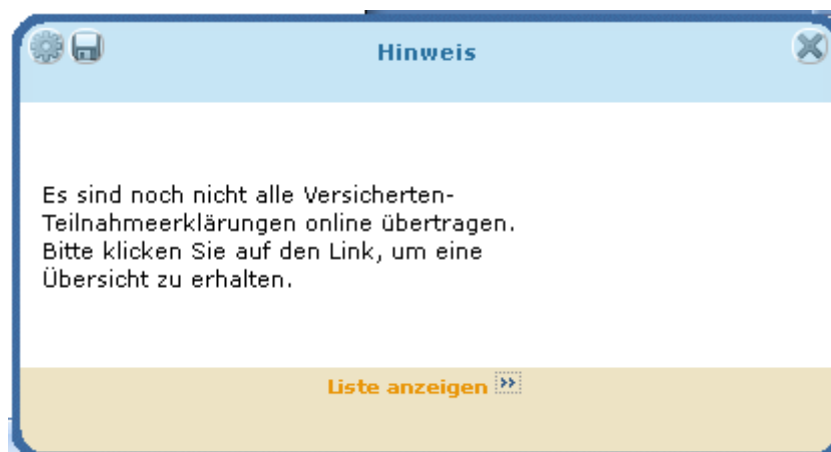 Hinweis
Es sind noch nicht alle Versicherten-
Teilnahmeerklärungen online übertragen.
Bitte klicken Sie auf den Link, um eine
Übersicht zu erhalten.
Liste anzeigen